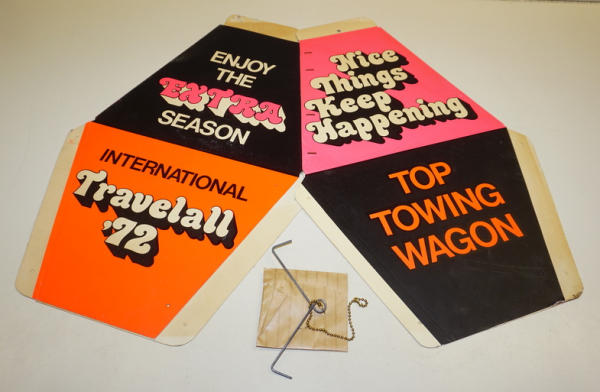 ENJOY
THE
EXTRA
SEASON
Nice
Things
Keep
Happening
INTERNATIONAL
Travelall
'72
TOP
TOWING
WAGON